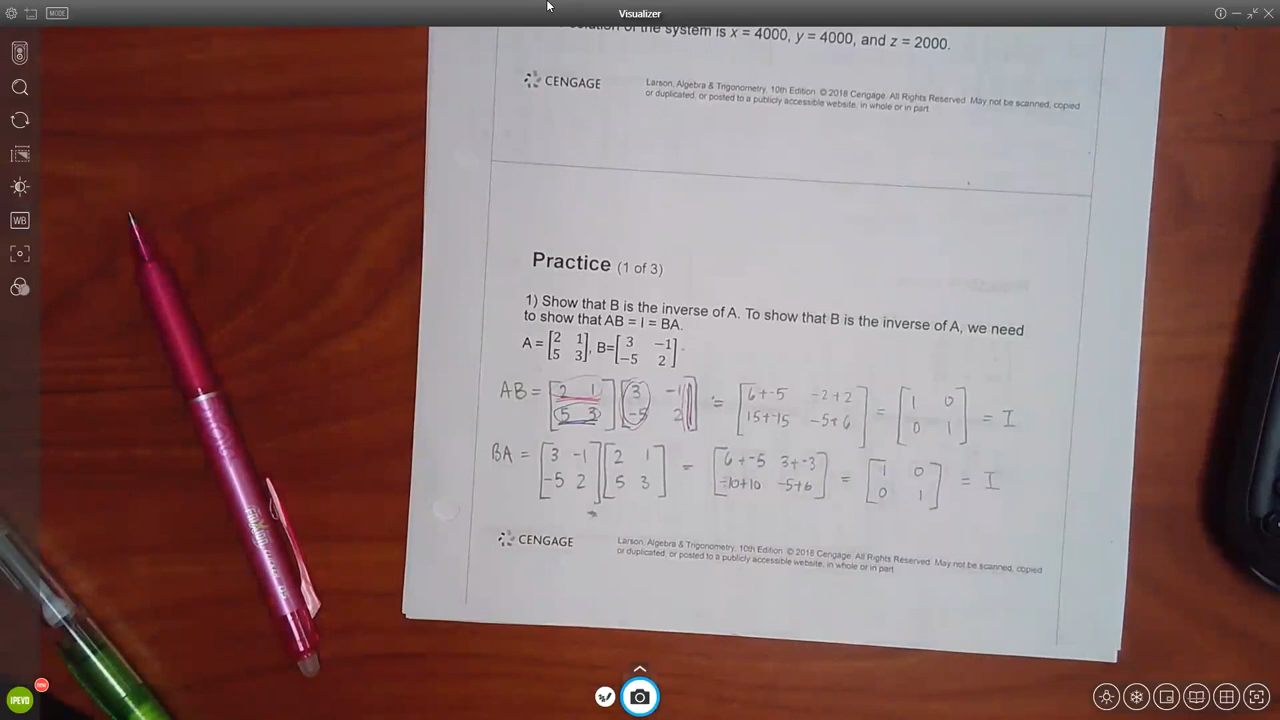 MODE
Visualizer
WB
solution of the system is x = 4000, y = 4000, and z = 2000.
CENGAGE
Larson, Algebra & Trigonometry, 10th Edition. © 2018 Cengage. All Rights Reserved. May not be scanned, copied
or duplicated, or posted to a publicly accessible website, in whole or in part.
Practice (1 of 3)
1) Show that B is the inverse of A. To show that B is the inverse of A, we need
to show that AB = I = BA.
A = [2 1; 5 3], B=[3 −1; −5 2]
AB = [2 1; 5 3] [3 -1; -5 2] = [6+-5 -2+2; 15+-15 -5+6] = [1 0; 0 1] = I
BA = [3 -1; -5 2] [2 1; 5 3] = [6+-5 3+-3; -10+10 -5+6] = [1 0; 0 1] = I
CENGAGE
Larson, Algebra & Trigonometry, 10th Edition. © 2018 Cengage. All Rights Reserved. May not be scanned, copied
or duplicated, or posted to a publicly accessible website, in whole or in part.
IPEVO
new